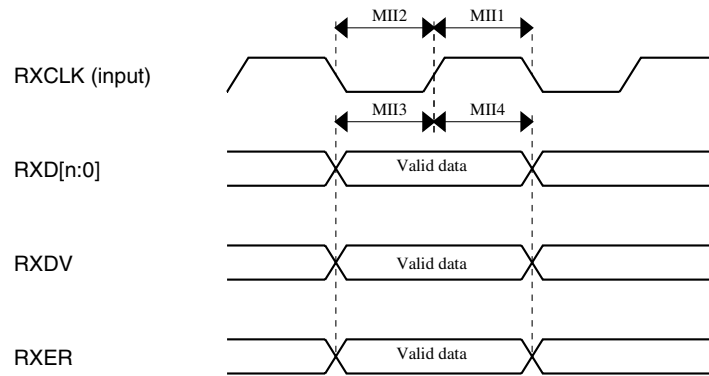 MII2 MII1
RXCLK (input)
MII3 MII4
RXD[n:0] Valid data
RXDV Valid data
RXER Valid data